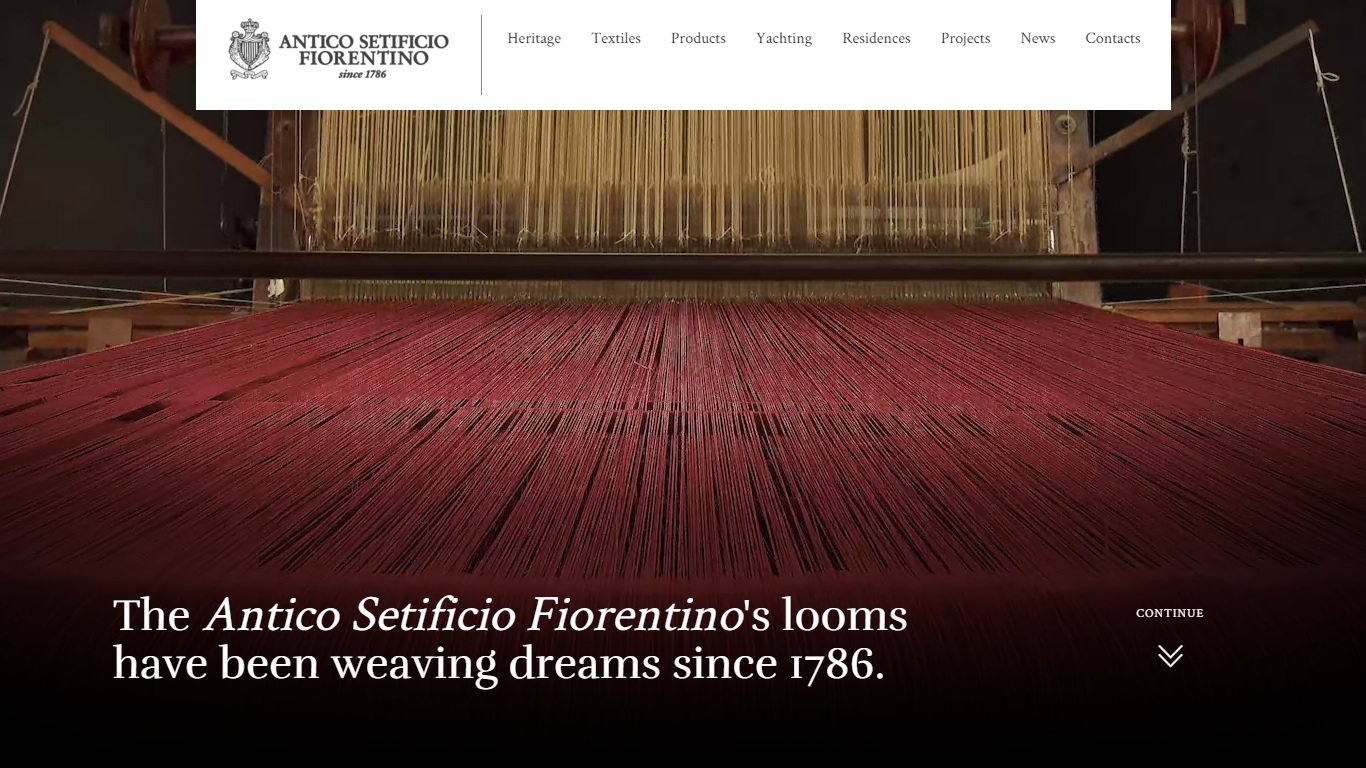 ANTICO SETIFICIO
FIORENTINO
since 1786
Heritage
Textiles
Products
Yachting
Residences
Projects
News
Contacts
The Antico Setificio Fiorentino's looms
have been weaving dreams since 1786.
CONTINUE